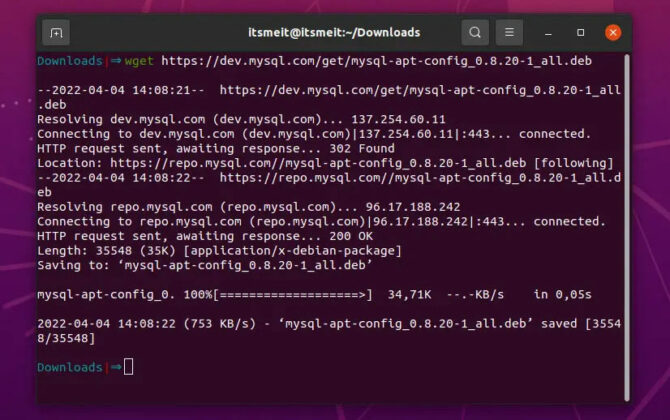 itsmeit@itsmeit:~/Downloads
Downloads|⇒wget https://dev.mysql.com/get/mysql-apt-config_0.8.20-1_all.deb
--2022-04-04 14:08:21--  https://dev.mysql.com/get/mysql-apt-config_0.8.20-1_all
.deb
Resolving dev.mysql.com (dev.mysql.com)... 137.254.60.11
Connecting to dev.mysql.com (dev.mysql.com)|137.254.60.11|:443... connected.
HTTP request sent, awaiting response... 302 Found
Location: https://repo.mysql.com//mysql-apt-config_0.8.20-1_all.deb [following]
--2022-04-04 14:08:22--  https://repo.mysql.com//mysql-apt-config_0.8.20-1_all.d
eb
Resolving repo.mysql.com (repo.mysql.com)... 96.17.188.242
Connecting to repo.mysql.com (repo.mysql.com)|96.17.188.242|:443... connected.
HTTP request sent, awaiting response... 200 OK
Length: 35548 (35K) [application/x-debian-package]
Saving to: ‘mysql-apt-config_0.8.20-1_all.deb’
mysql-apt-config_0. 100%[===================>]  34,71K  --.-KB/s    in 0,05s
2022-04-04 14:08:22 (753 KB/s) - ‘mysql-apt-config_0.8.20-1_all.deb’ saved [3554
8/35548]
Downloads|⇒